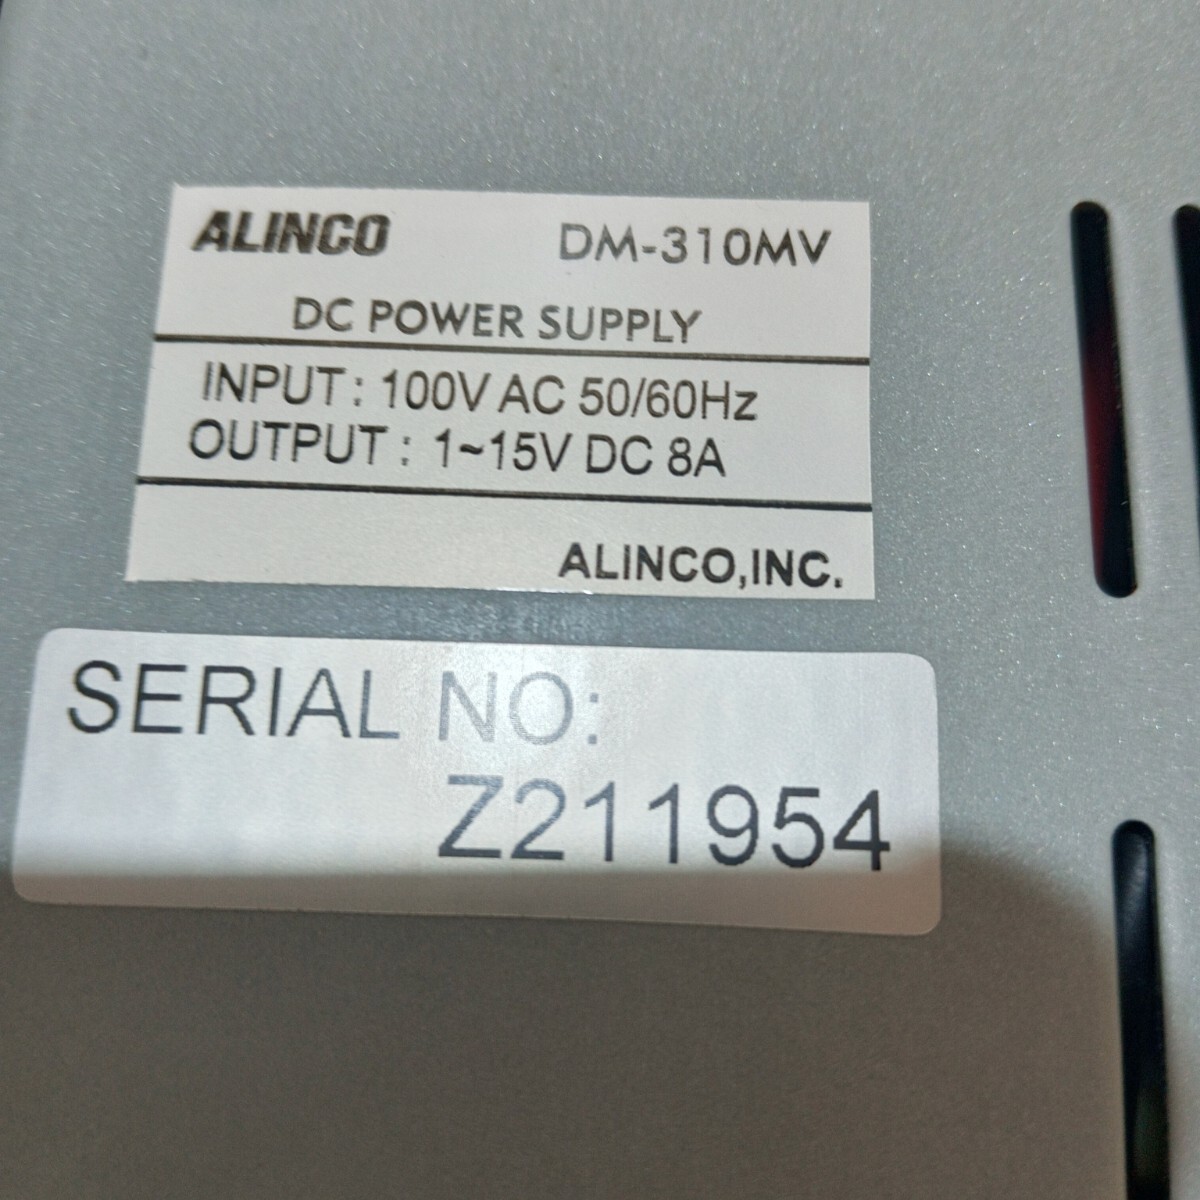 ALINCO DM-310MV
DC POWER SUPPLY
INPUT : 100V AC 50/60Hz
OUTPUT : 1~15V DC 8A
ALINCO,INC.
SERIAL NO:
Z211954